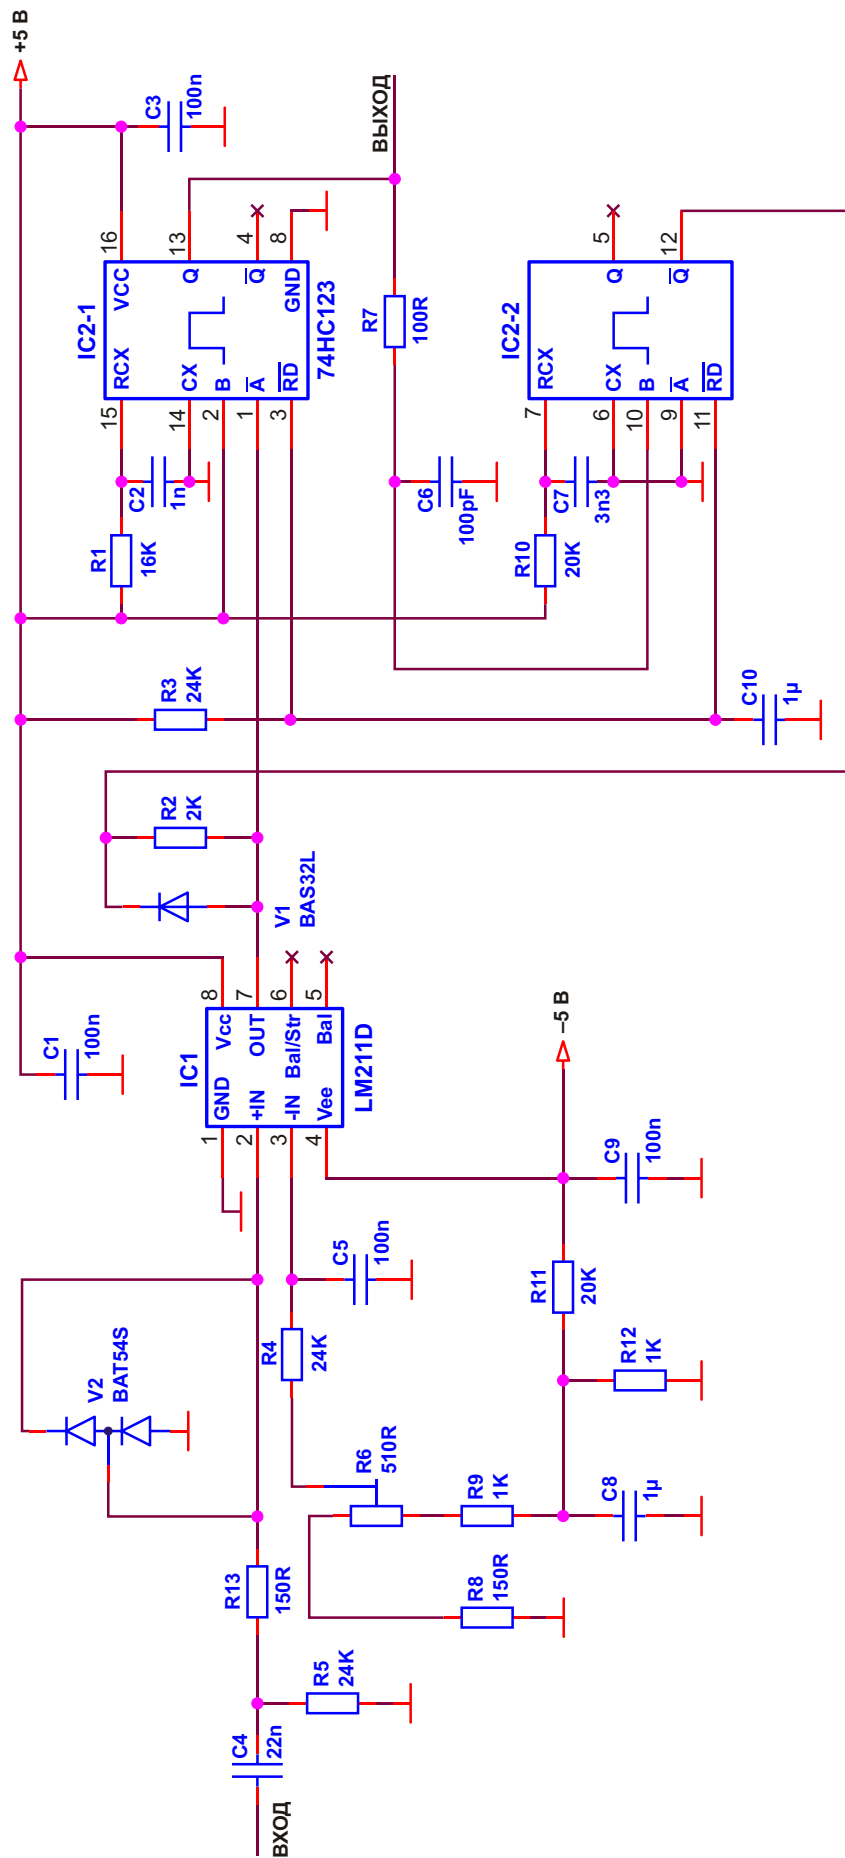 +5 В
C3
100n
16
13
4
8
VCC
Q
Q
GND
IC2-1
74HC123
RCX
CX
B
A
RD
15
14
2
1
3
C2
1n
R1
16K
ВЫХОД
R7
100R
C6
100pF
5
12
Q
Q
IC2-2
RCX
CX
B
A
RD
7
6
10
9
11
C7
3n3
R10
20K
R3
24K
C10
1µ
R2
2K
V1
BAS32L
C1
100n
8
7
6
5
Vcc
OUT
Bal/Str
Bal
IC1
LM211D
GND
+IN
-IN
Vee
1
2
3
4
–5 В
C9
100n
C5
100n
R11
20K
R4
24K
R12
1K
V2
BAT54S
R6
510R
R9
1K
C8
1µ
R8
150R
R13
150R
R5
24K
C4
22n
ВХОД